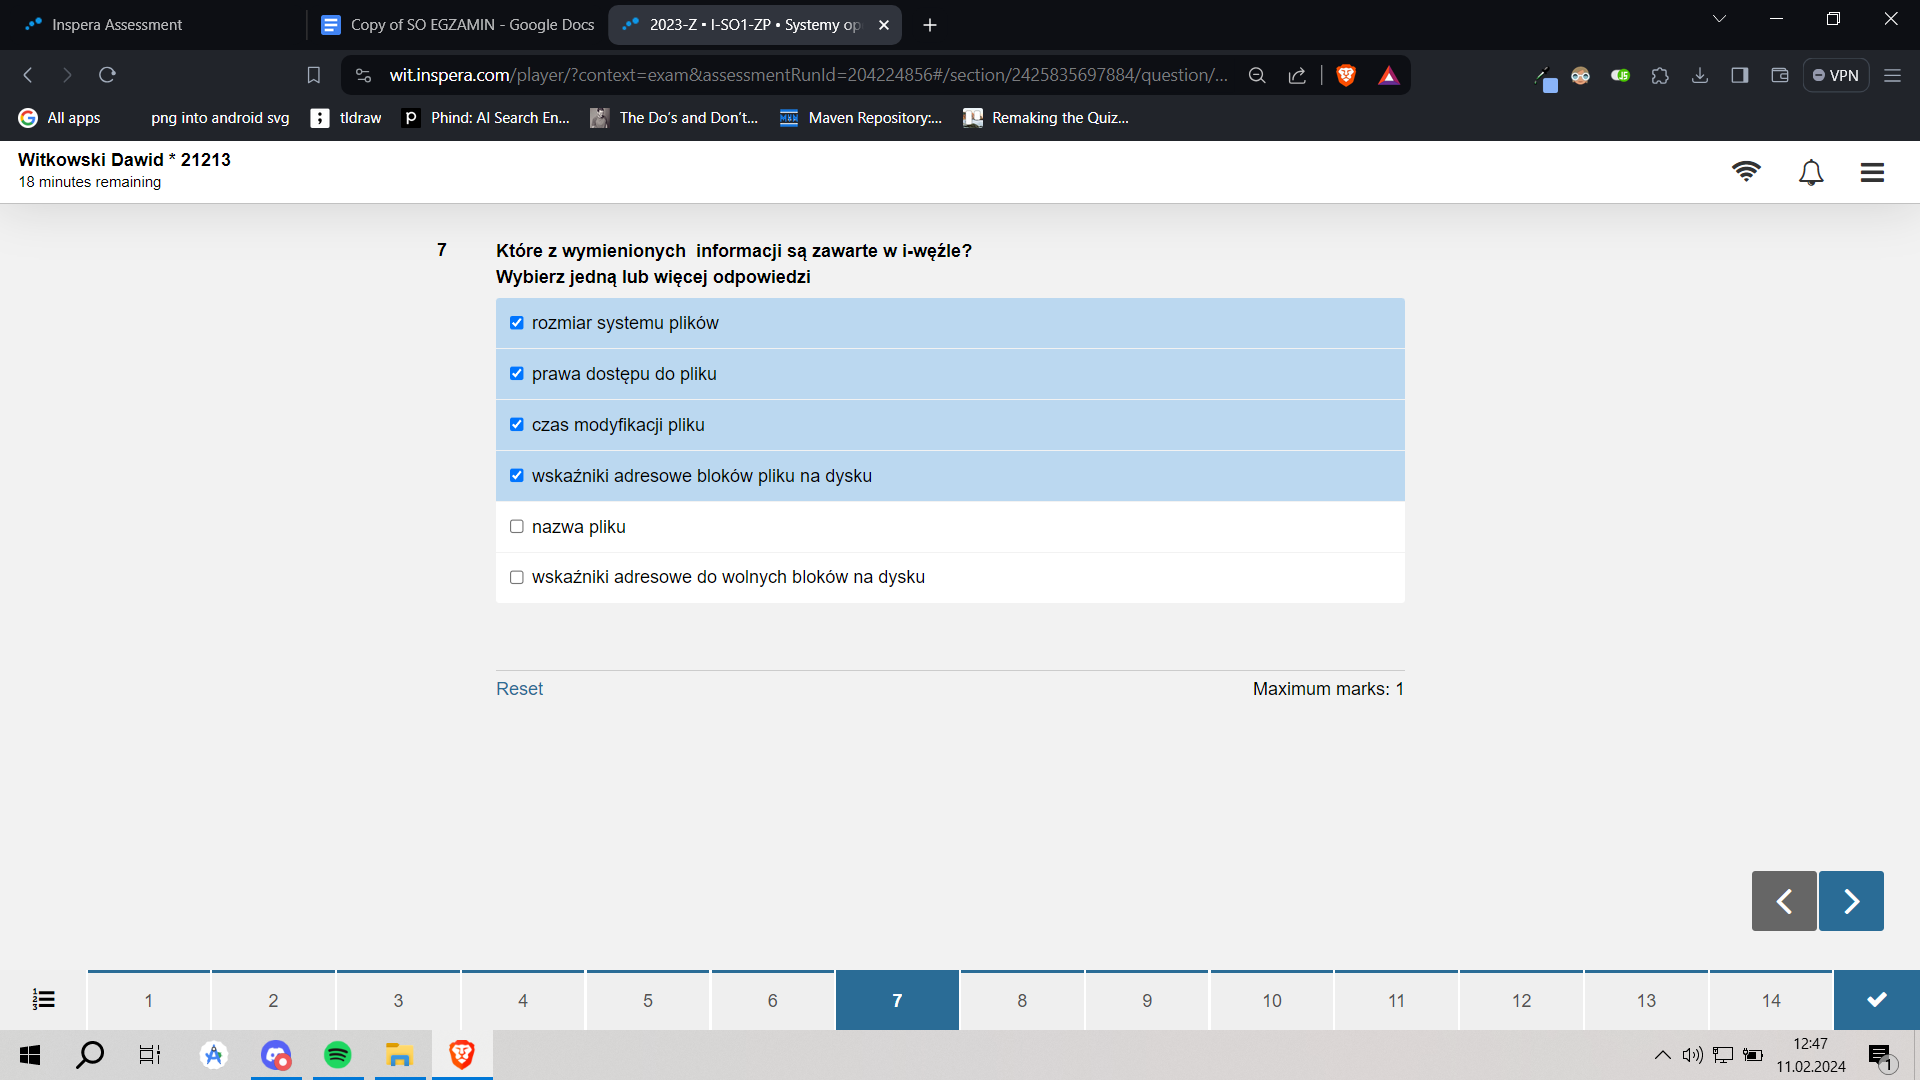 Inspera Assessment
Copy of SO EGZAMIN - Google Docs
2023-Z • I-SO1-ZP • Systemy op
wit.inspera.com/player/?context=exam&assessmentRunId=204224856#/section/2425835697884/question/...
VPN
All apps
png into android svg
tldraw
Phind: AI Search En...
The Do's and Don't...
Maven Repository:...
Remaking the Quiz...
Witkowski Dawid * 21213
18 minutes remaining
7 Które z wymienionych informacji są zawarte w i-węźle?
Wybierz jedną lub więcej odpowiedzi
rozmiar systemu plików
prawa dostępu do pliku
czas modyfikacji pliku
wskaźniki adresowe bloków pliku na dysku
nazwa pliku
wskaźniki adresowe do wolnych bloków na dysku
Reset
Maximum marks: 1
1 2 3 4 5 6 7 8 9 10 11 12 13 14
12:47
11.02.2024
1